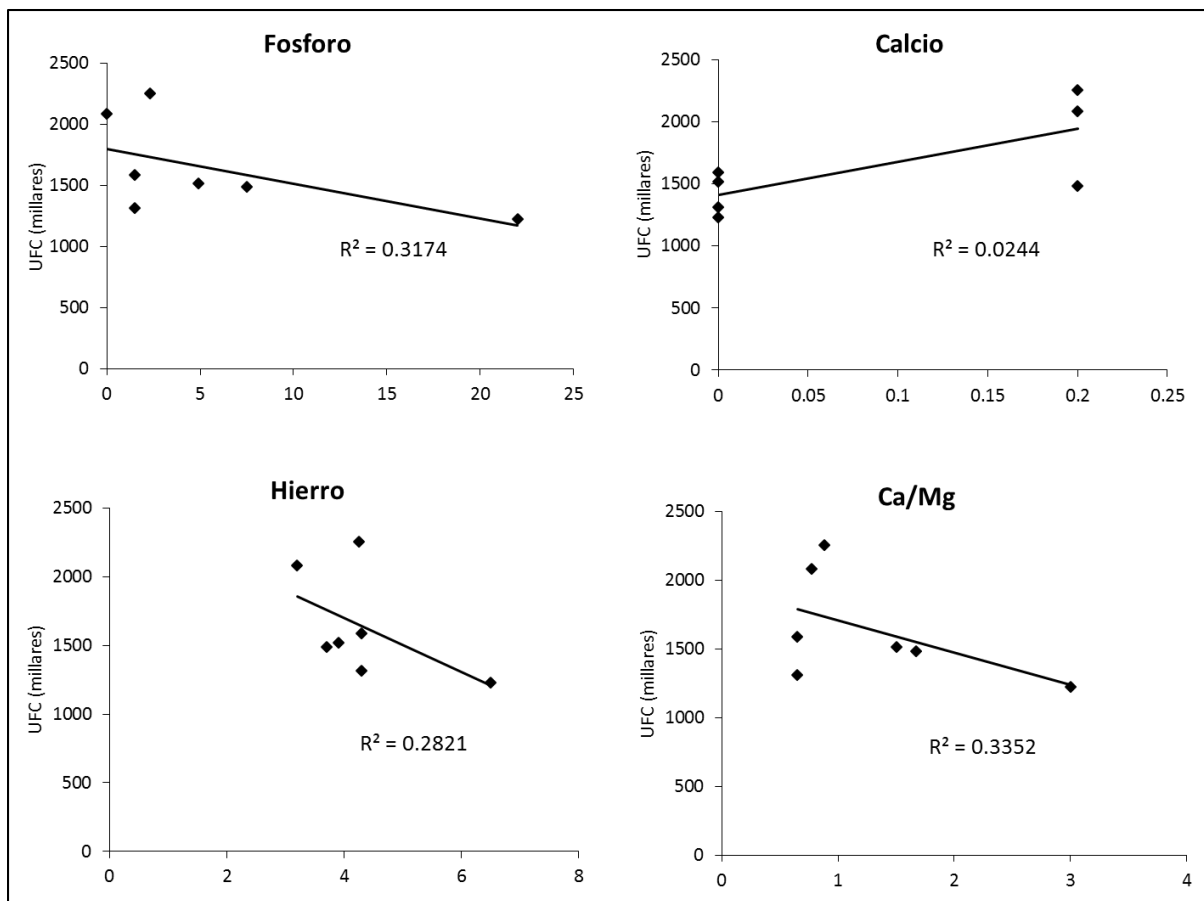 Fosforo
UFC (millares)
2500
2000
1500
1000
500
0
0 5 10 15 20 25
R² = 0.3174
Calcio
UFC (millares)
2500
2000
1500
1000
500
0
0 0.05 0.1 0.15 0.2 0.25
R² = 0.0244
Hierro
UFC (millares)
2500
2000
1500
1000
500
0
0 2 4 6 8
R² = 0.2821
Ca/Mg
UFC (millares)
2500
2000
1500
1000
500
0
0 1 2 3 4
R² = 0.3352